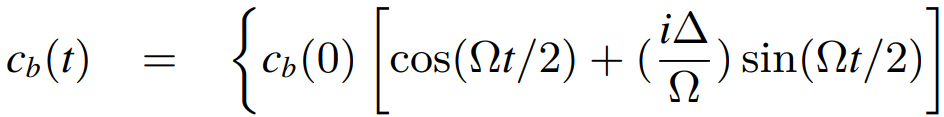 c_b(t) = { c_b(0) [ cos(Ωt/2) + (iΔ/Ω) sin(Ωt/2) ]